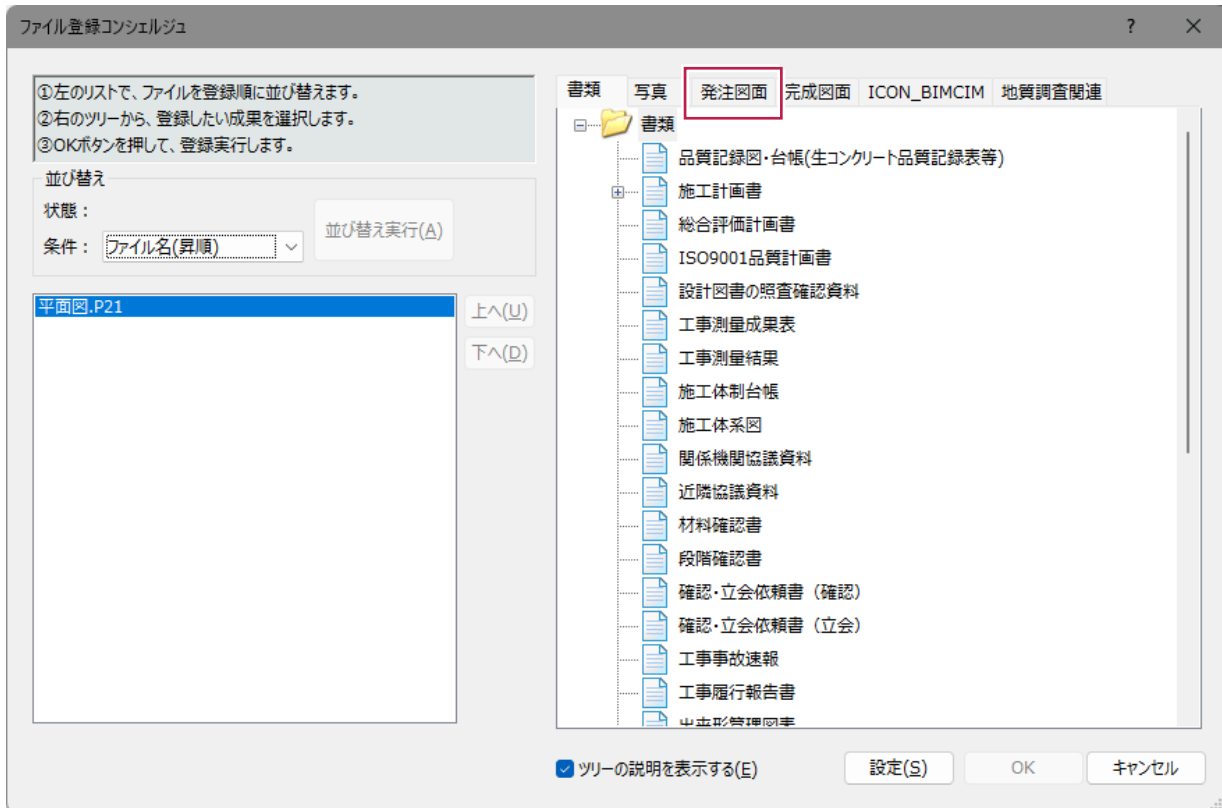 ファイル登録コンシェルジュ
?
①左のリストで、ファイルを登録順に並び替えます。
②右のツリーから、登録したい成果を選択します。
③OKボタンを押して、登録実行します。
並び替え
状態：
条件： ファイル名(昇順)
並び替え実行(A)
平面図.P21
上へ(U)
下へ(D)
書類 写真 発注図面 完成図面 ICON_BIMCIM 地質調査関連
書類
品質記録図・台帳(生コンクリート品質記録表等)
施工計画書
総合評価計画書
ISO9001品質計画書
設計図書の照査確認資料
工事測量成果表
工事測量結果
施工体制台帳
施工体系図
関係機関協議資料
近隣協議資料
材料確認書
段階確認書
確認・立会依頼書（確認）
確認・立会依頼書（立会）
工事事故速報
工事履行報告書
出来形管理図表
ツリーの説明を表示する(E)
設定(S)
OK
キャンセル